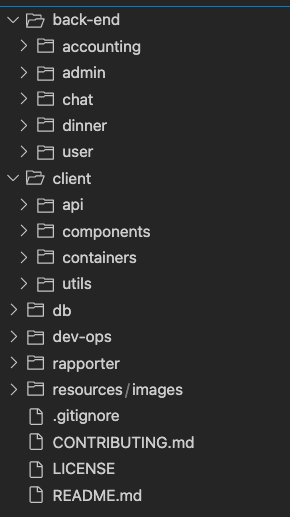 back-end
accounting
admin
chat
dinner
user
client
api
components
containers
utils
db
dev-ops
rapporter
resources/images
.gitignore
CONTRIBUTING.md
LICENSE
README.md